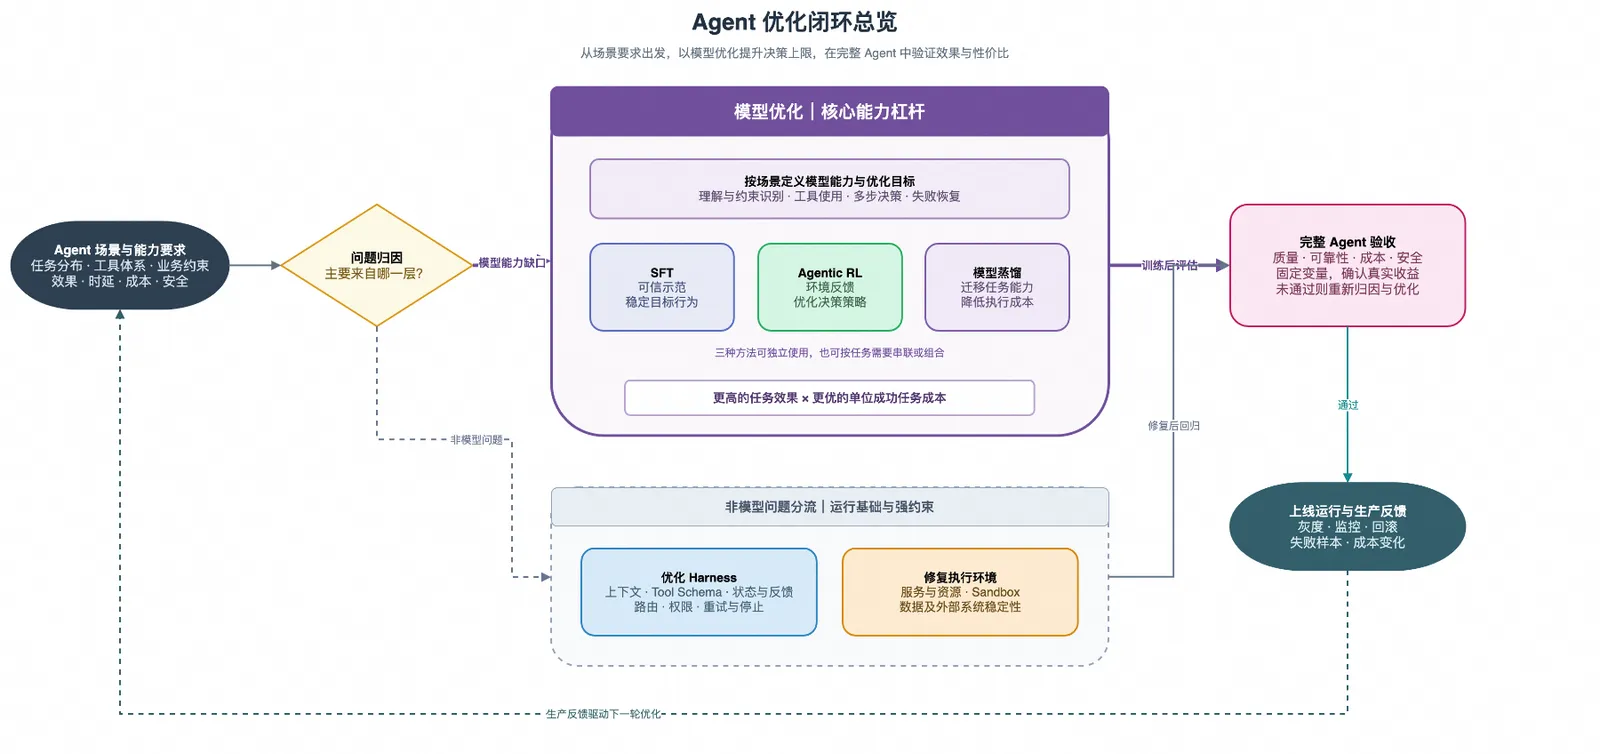 Agent 优化闭环总览
从场景要求出发，以模型优化提升决策上限，在完整 Agent 中验证效果与性价比
Agent 场景与能力要求
任务分布 · 工具体系 · 业务约束
效果 · 时延 · 成本 · 安全
问题归因
主要来自哪一层?
模型能力缺口
非模型问题
模型优化｜核心能力杠杆
按场景定义模型能力与优化目标
理解与约束识别 · 工具使用 · 多步决策 · 失败恢复
SFT
可信示范
稳定目标行为
Agentic RL
环境反馈
优化决策策略
模型蒸馏
迁移任务能力
降低执行成本
三种方法可独立使用，也可按任务需要串联或组合
更高的任务效果 × 更优的单位成功任务成本
非模型问题分流｜运行基础与强约束
优化 Harness
上下文 · Tool Schema · 状态与反馈
路由 · 权限 · 重试与停止
修复执行环境
服务与资源 · Sandbox
数据及外部系统稳定性
训练后评估
修复后回归
完整 Agent 验收
质量 · 可靠性 · 成本 · 安全
固定变量，确认真实收益
未通过则重新归因与优化
通过
上线运行与生产反馈
灰度 · 监控 · 回滚
失败样本 · 成本变化
生产反馈驱动下一轮优化